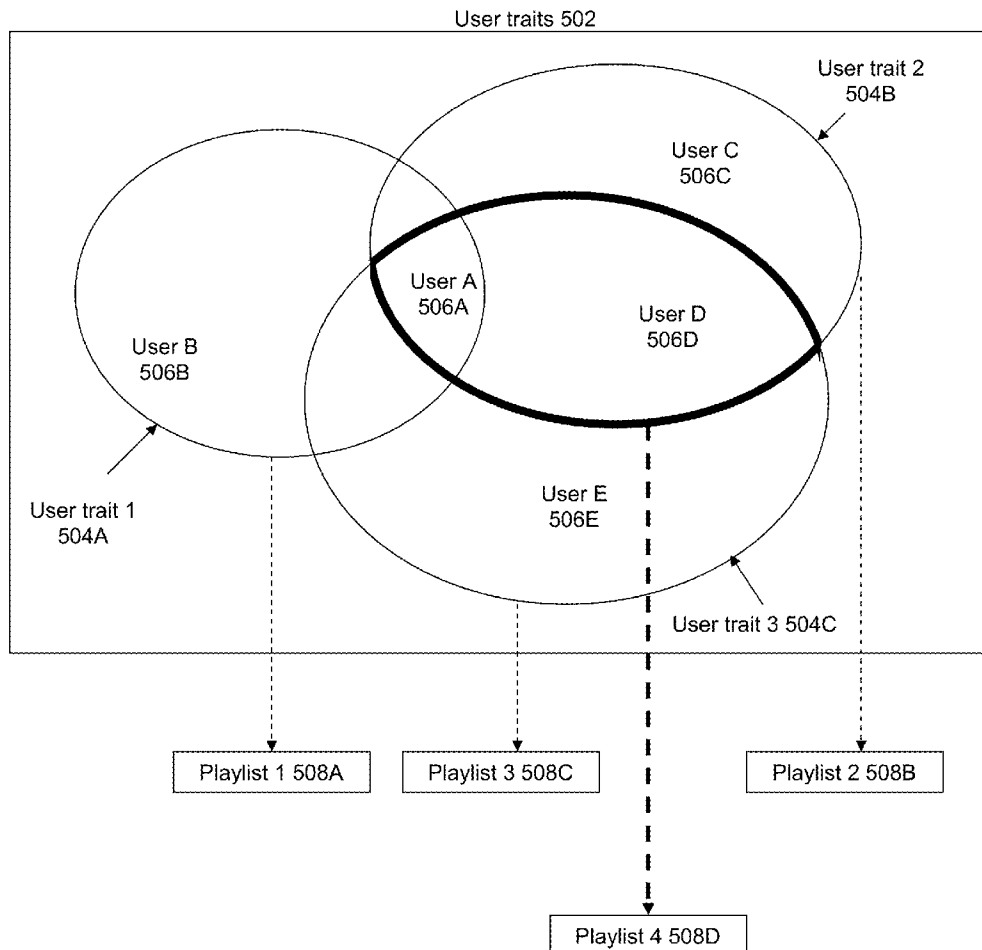 User traits 502
User trait 2
504B
User C
506C
User A
506A
User D
506D
User B
506B
User E
506E
User trait 1
504A
User trait 3 504C
Playlist 1 508A
Playlist 3 508C
Playlist 2 508B
Playlist 4 508D